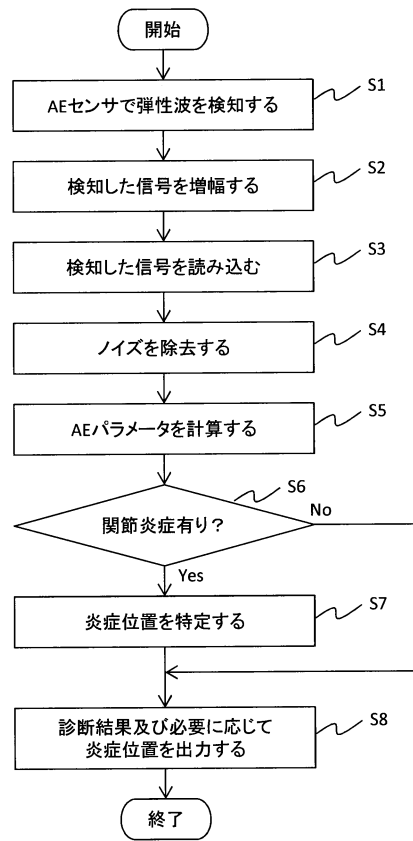 開始
AEセンサで弾性波を検知する
S1
検知した信号を増幅する
S2
検知した信号を読み込む
S3
ノイズを除去する
S4
AEパラメータを計算する
S5
関節炎症有り?
S6
No
Yes
炎症位置を特定する
S7
診断結果及び必要に応じて
炎症位置を出力する
S8
終了